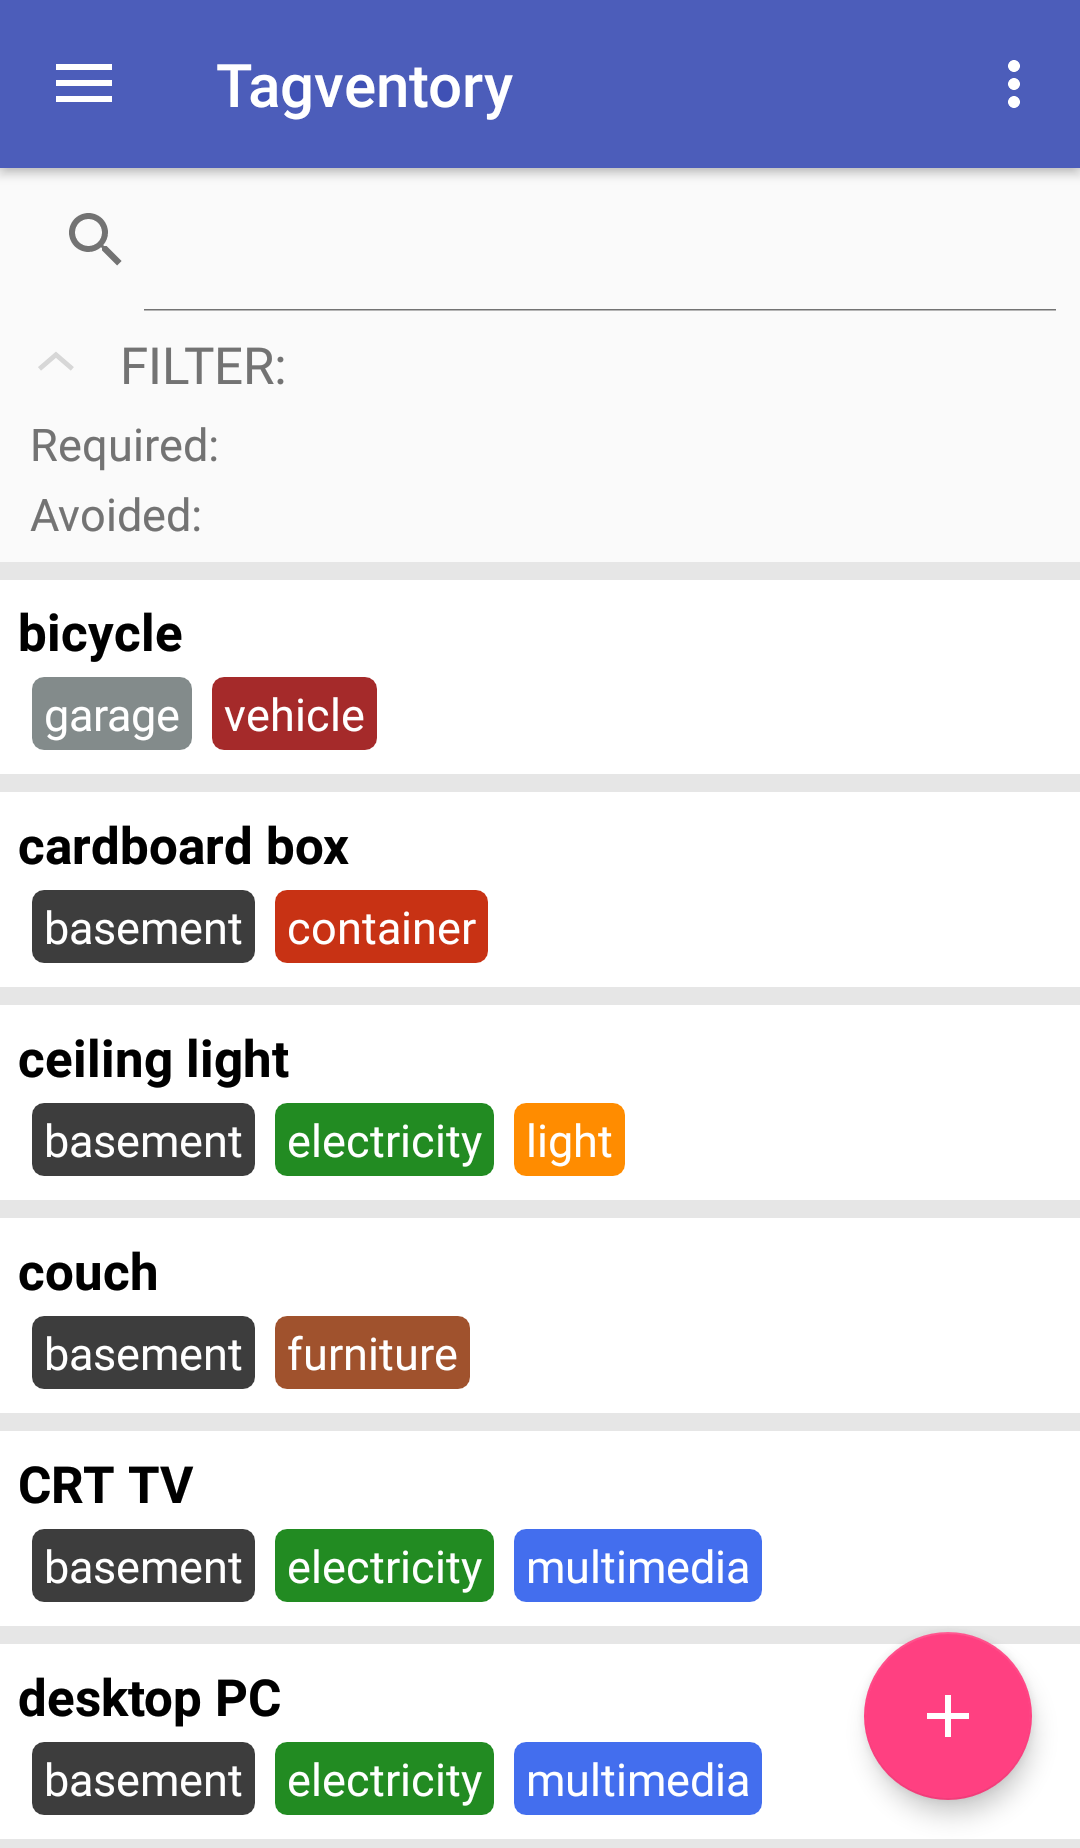 Tagventory
FILTER:
Required:
Avoided:
bicycle
garage vehicle
cardboard box
basement container
ceiling light
basement electricity light
couch
basement furniture
CRT TV
basement electricity multimedia
desktop PC
basement electricity multimedia